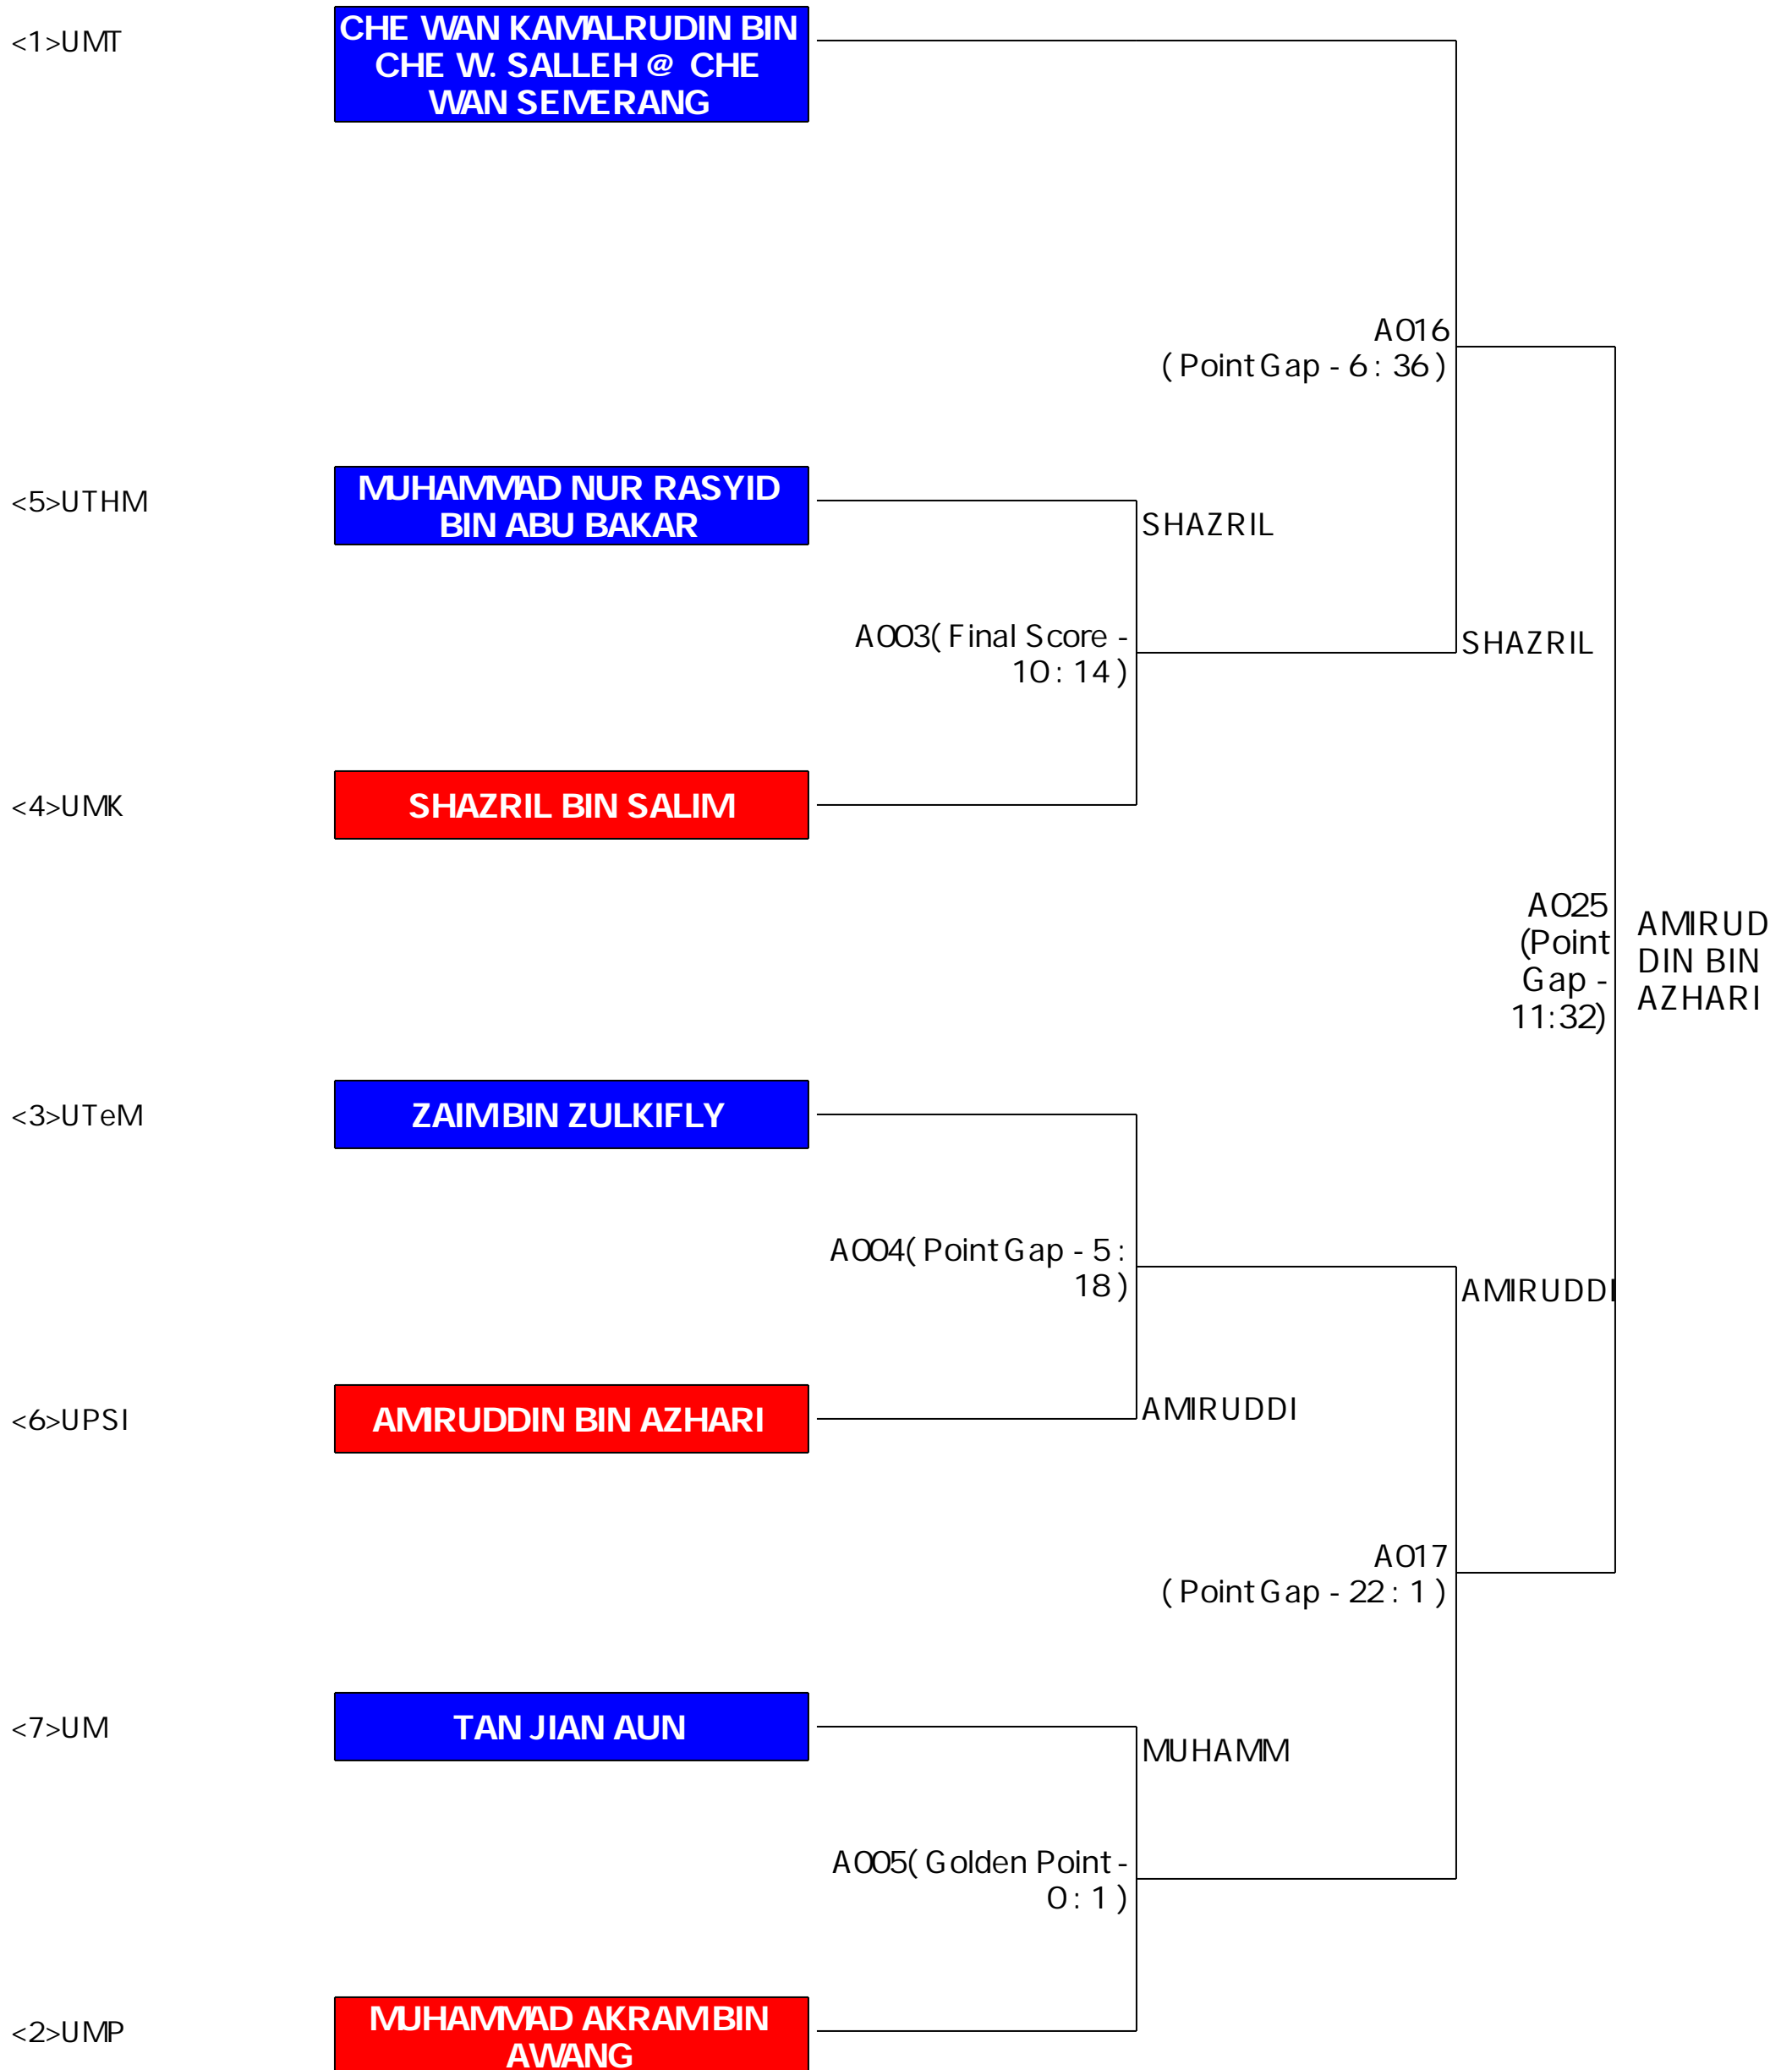 <1>UMT
CHE WAN KAMALRUDIN BIN
CHE W. SALLEH @ CHE
WAN SEMERANG
A016
(Point Gap - 6 : 36)
<5>UTHM
MUHAMMAD NUR RASYID
BIN ABU BAKAR
SHAZRIL
A003(Final Score -
10 : 14)
SHAZRIL
<4>UMK
SHAZRIL BIN SALIM
A025
(Point
Gap -
11:32)
AMIRUD
DIN BIN
AZHARI
<3>UTeM
ZAIM BIN ZULKIFLY
A004(Point Gap - 5 :
18)
AMIRUDDI
<6>UPSI
AMIRUDDIN BIN AZHARI
AMIRUDDI
A017
(Point Gap - 22 : 1)
<7>UM
TAN JIAN AUN
MUHAMM
A005(Golden Point -
0 : 1)
<2>UMP
MUHAMMAD AKRAM BIN
AWANG